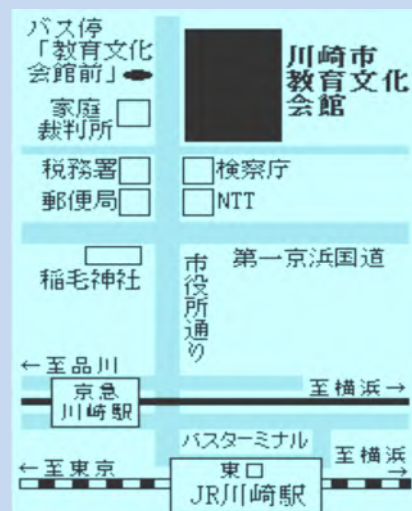 バス停
「教育文化
会館前」
川崎市
教育文化
会館
家庭
裁判所
税務署
検察庁
郵便局
NTT
稲毛神社
市役所通り
第一京浜国道
←至品川
京急
川崎駅
至横浜→
バスターミナル
←至東京
東口
JR川崎駅
至横浜
→